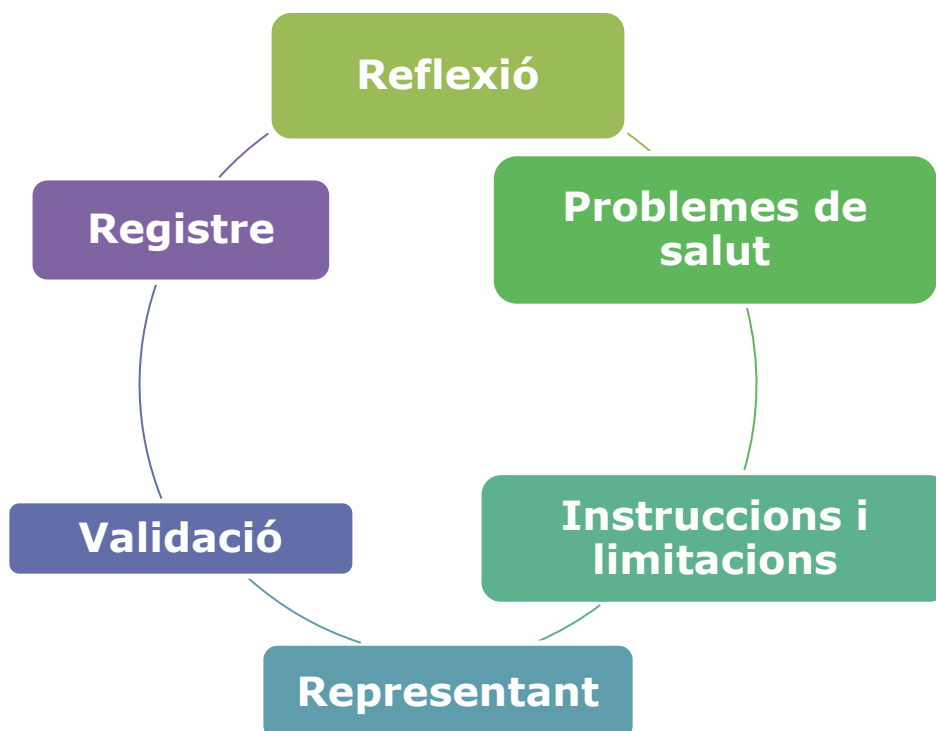 Reflexió
Problemes de
salut
Instruccions i
limitacions
Representant
Validació
Registre